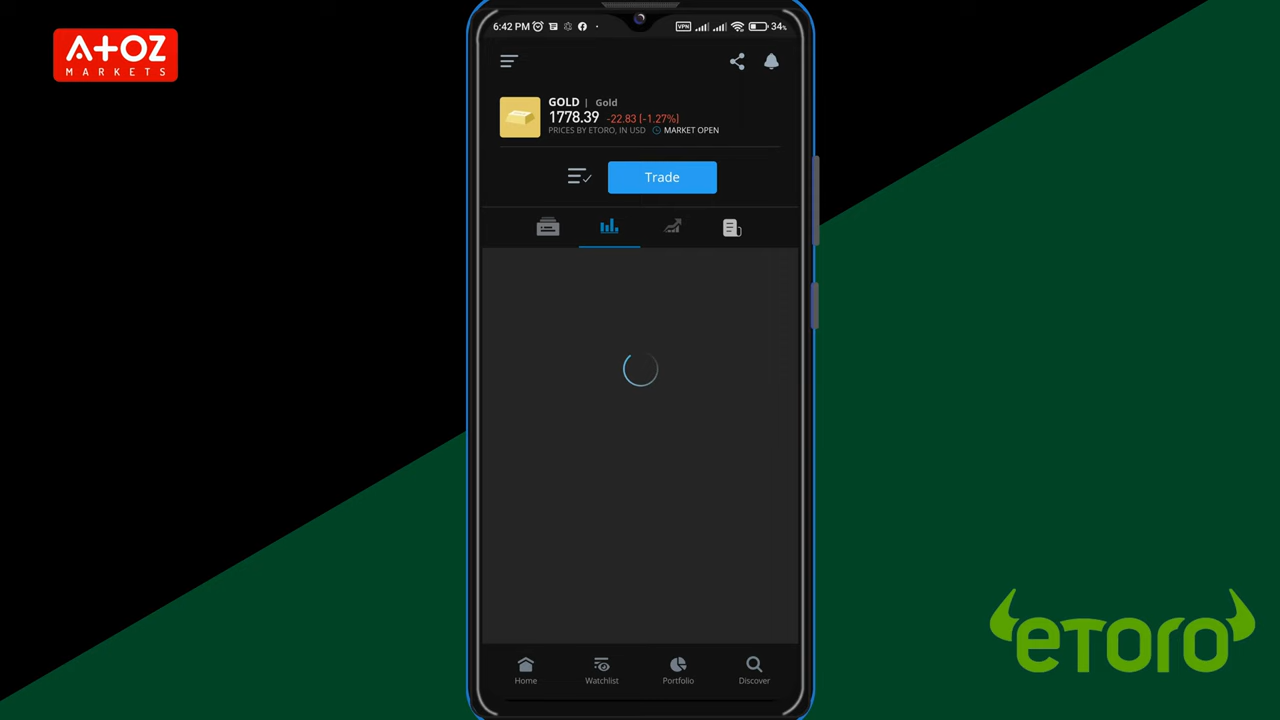 A+OZ
MARKETS
6:42 PM
VPN
34%
GOLD | Gold
1778.39 -22.83 (-1.27%)
PRICES BY ETORO, IN USD MARKET OPEN
Trade
Home Watchlist Portfolio Discover
eToro